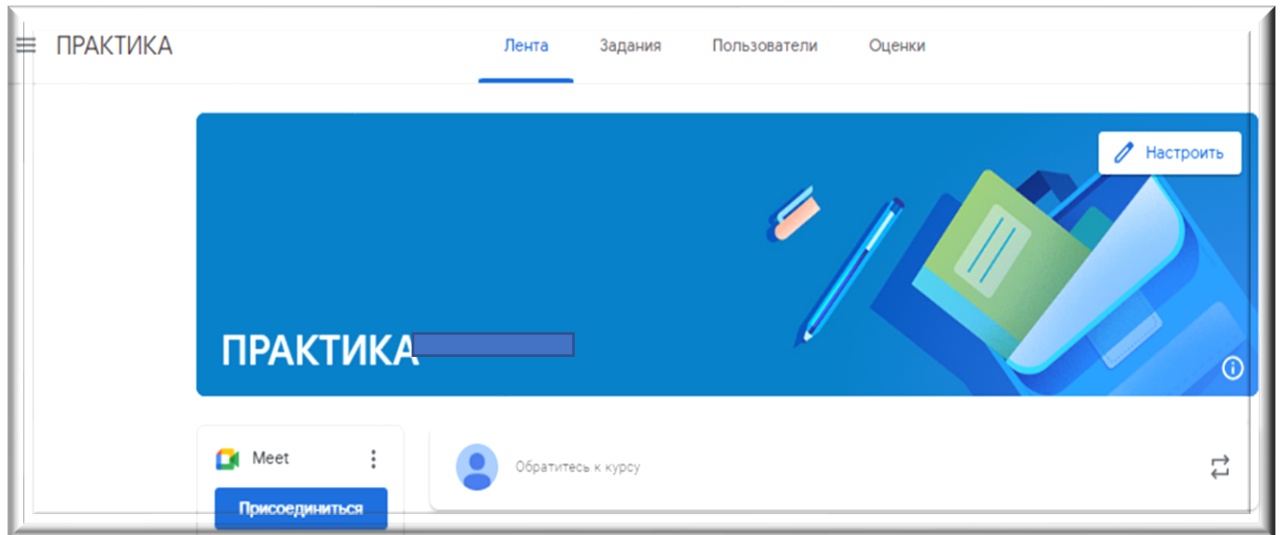 ПРАКТИКА Лента Задания Пользователи Оценки
Настроить
ПРАКТИКА
Meet
Обратитесь к курсу
Присоединиться